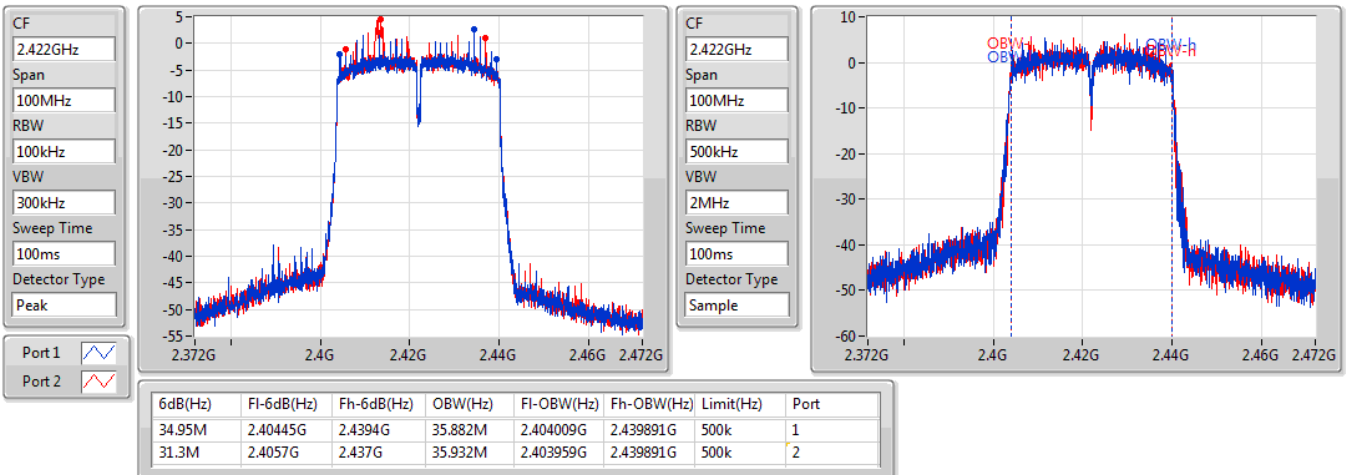 CF
2.422GHz
Span
100MHz
RBW
100kHz
VBW
300kHz
Sweep Time
100ms
Detector Type
Peak
Port 1
Port 2
5
0
-5
-10
-15
-20
-25
-30
-35
-40
-45
-50
-55
2.372G 2.4G 2.42G 2.44G 2.46G 2.472G
CF
2.422GHz
Span
100MHz
RBW
500kHz
VBW
2MHz
Sweep Time
100ms
Detector Type
Sample
10
0
-10
-20
-30
-40
-50
-60
2.372G 2.4G 2.42G 2.44G 2.46G 2.472G
6dB(Hz) Fl-6dB(Hz) Fh-6dB(Hz) OBW(Hz) Fl-OBW(Hz) Fh-OBW(Hz) Limit(Hz) Port
34.95M 2.40445G 2.4394G 35.882M 2.404009G 2.439891G 500k 1
31.3M 2.4057G 2.437G 35.932M 2.403959G 2.439891G 500k 2